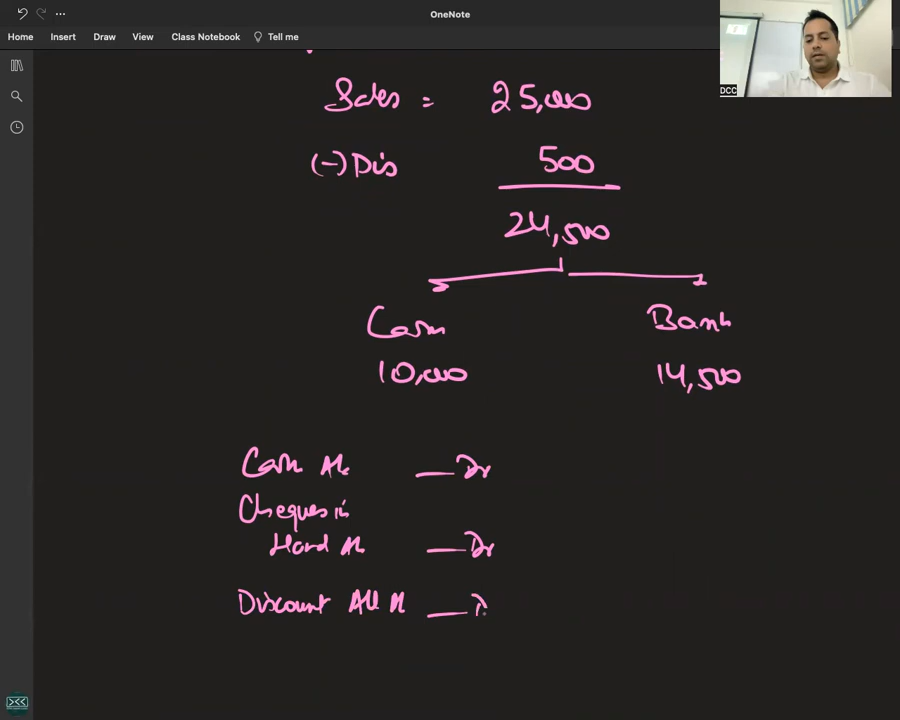 OneNote
Home Insert Draw View Class Notebook Tell me
DCC
Sales = 25,000
(-) Dis 500
24,500
Cash Bank
10,000 14,500
Cash A/c — Dr
Cheques in
Hand A/c — Dr
Discount All A —